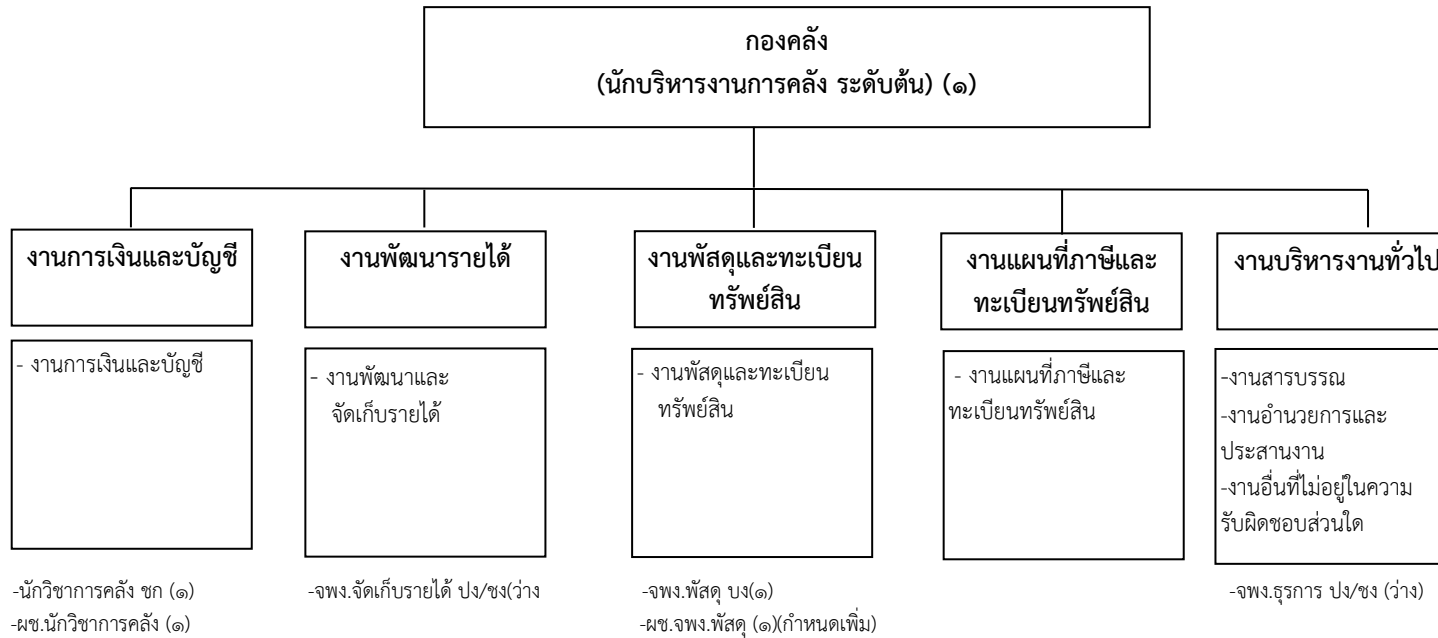 กองคลัง
(นักบริหารงานการคลัง ระดับต้น) (๑)
งานการเงินและบัญชี
- งานการเงินและบัญชี
-นักวิชาการคลัง ชก (๑)
-ผช.นักวิชาการคลัง (๑)
งานพัฒนารายได้
- งานพัฒนาและ
จัดเก็บรายได้
-จพง.จัดเก็บรายได้ ปง/ชง(ว่าง
งานพัสดุและทะเบียน
ทรัพย์สิน
- งานพัสดุและทะเบียน
ทรัพย์สิน
-จพง.พัสดุ บง(๑)
-ผช.จพง.พัสดุ (๑)(กำหนดเพิ่ม)
งานแผนที่ภาษีและ
ทะเบียนทรัพย์สิน
- งานแผนที่ภาษีและ
ทะเบียนทรัพย์สิน
งานบริหารงานทั่วไป
-งานสารบรรณ
-งานอำนวยการและ
ประสานงาน
-งานอื่นที่ไม่อยู่ในความ
รับผิดชอบส่วนใด
-จพง.ธุรการ ปง/ชง (ว่าง)